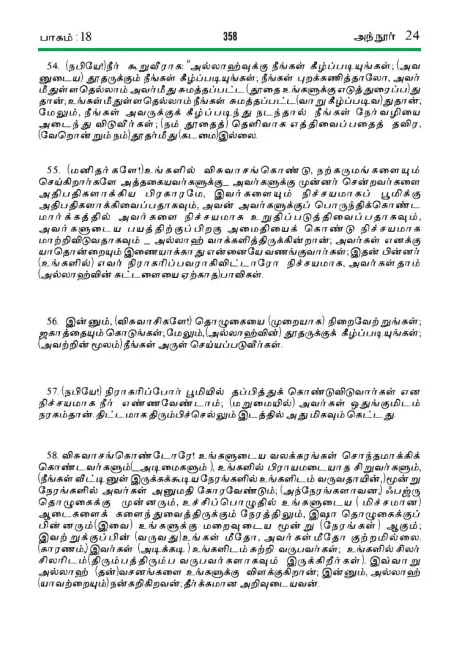 பாகம் : 18 358 அந்நூர் 24
54. (நபியே!)நீர் கூறுவீராக: "அல்லாஹ்வுக்கு நீங்கள் கீழ்ப்படியுங்கள்; (அவ
னுடைய) தூதருக்கும் நீங்கள் கீழ்ப்படியுங்கள்; நீங்கள் புறக்கணித்தாலோ, அவர்
மீதுள்ளதெல்லாம் அவர்மீது சுமத்தப்பட்ட (தூதை உங்களுக்கு எடுத்துரைப்ப)து
தான்; உங்கள்மீதுள்ளதெல்லாம் நீங்கள் சுமத்தப்பட்ட(வாறு கீழ்ப்படிவ)துதான்;
மேலும், நீங்கள் அவருக்குக் கீழ்ப்படிந்து நடந்தால் நீங்கள் நேர்வழியை
அடைந்து விடுவீர்கள்; (நம் தூதைத்) தெளிவாக எத்திவைப்பதைத் தவிர,
(வேறொன்றும் நம்)தூதர்மீது (கடமை)இல்லை.
55. (மனிதர்களே!)உங்களில் விசுவாசங்கொண்டு, நற்கருமங்களையும்
செய்கிறார்களே அத்தகையவர்களுக்கு_ அவர்களுக்கு முன்னர் சென்றவர்களை
அதிபதிகளாக்கிய பிரகாரமே, இவர்களையும் நிச்சயமாகப் பூமிக்கு
அதிபதிகளாக்கிவைப்பதாகவும், அவன் அவர்களுக்குப் பொருந்திக்கொண்ட
மார்க்கத்தில் அவர்களை நிச்சயமாக உறுதிப்படுத்திவைப்பதாகவும்,
அவர்களுடைய பயத்திற்குப்பிறகு அமைதியைக் கொண்டு நிச்சயமாக
மாற்றிவிடுவதாகவும் _ அல்லாஹ் வாக்களித்திருக்கின்றான்; அவர்கள் எனக்கு
யாதொன்றையும் இணையாக்காது என்னையே வணங்குவார்கள்; இதன் பின்னர்
(உங்களில்) எவர் நிராகரிப்பவராகிவிட்டாரோ நிச்சயமாக, அவர்கள் தாம்
(அல்லாஹ்வின் கட்டளையை ஏற்காத)பாவிகள்.
56. இன்னும், (விசுவாசிகளே!) தொழுகையை (முறையாக) நிறைவேற்றுங்கள்;
ஜகாத்தையும் கொடுங்கள்; மேலும், (அல்லாஹ்வின்) தூதருக்குக் கீழ்ப்படியுங்கள்;
(அவற்றின் மூலம்) நீங்கள் அருள் செய்யப்படுவீர்கள்.
57. (நபியே!) நிராகரிப்போர் பூமியில் தப்பித்துக் கொண்டுவிடுவார்கள் என
நிச்சயமாக நீர் எண்ணவேண்டாம்; (மறுமையில்) அவர்கள் ஒதுங்குமிடம்
நரகம்தான் திட்டமாக திரும்பிச்செல்லும் இடத்தில் அது மிகவும் கெட்டது.
58. விசுவாசங்கொண்டோரே! உங்களுடைய வலக்கரங்கள் சொந்தமாக்கிக்
கொண்டவர்களும்(_அடிமைகளும் ), உங்களில் பிராயமடையாத சிறுவர்களும்,
(நீங்கள் வீட்டினுள் இருக்கக்கூடிய நேரங்களில் உங்களிடம் வருவதாயின்,)மூன்று
நேரங்களில் அவர்கள் அனுமதி கோரவேண்டும்; (அந்நேரங்களாவன,) ஃபஜ்ரு
தொழுகைக்கு முன்னரும், உச்சிப்பொழுதில் உங்களுடைய ( மிச்சமான)
ஆடைகளைக் களைந்துவைத்திருக்கும் நேரத்திலும், இஷா தொழுகைக்குப்
பின்னரும்(இவை) உங்களுக்கு மறைவுடைய மூன்று (நேரங்கள்) ஆகும்;
இவற்றுக்குப்பின் (வருவது)உங்கள் மீதோ, அவர்கள்மீதோ குற்றமில்லை.
(காரணம்,)இவர்கள் (அடிக்கடி ) உங்களிடம் சுற்றி வருபவர்கள்; உங்களில் சிலர்
சிலரிடம்(திரும்பத்திரும்ப வருபவர்களாகவும் இருக்கிறீர்கள்). இவ்வாறு
அல்லாஹ் (தன்)வசனங்களை உங்களுக்கு விளக்குகிறான்; இன்னும், அல்லாஹ்
(யாவற்றையும்) நன்கறிகிறவன்; தீர்க்கமான அறிவுடையவன்.